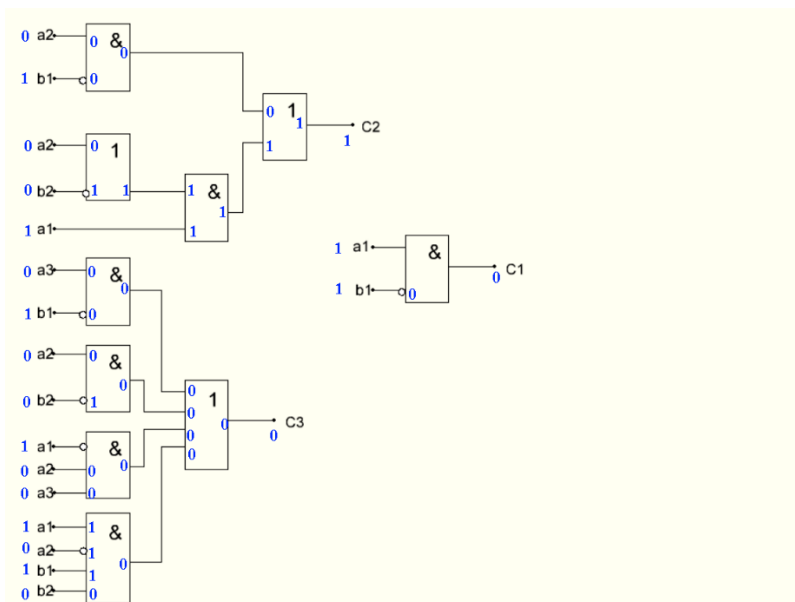 0 a2 0 & 0
1 b1 0
0 1 1 C2
1 1
0 a2 0 1
0 b2 1 1 1 & 1
1 a1 1
1 a1 & C1
0
1 b1 0
0 a3 0 & 0
1 b1 0
0 a2 0 & 0
0 b2 1
0 1 0 C3
0 0
0
0
1 a1 &
0 a2 0 0
0 a3 0
1 a1 1 &
0 a2 1 0
1 b1 1
0 b2 0